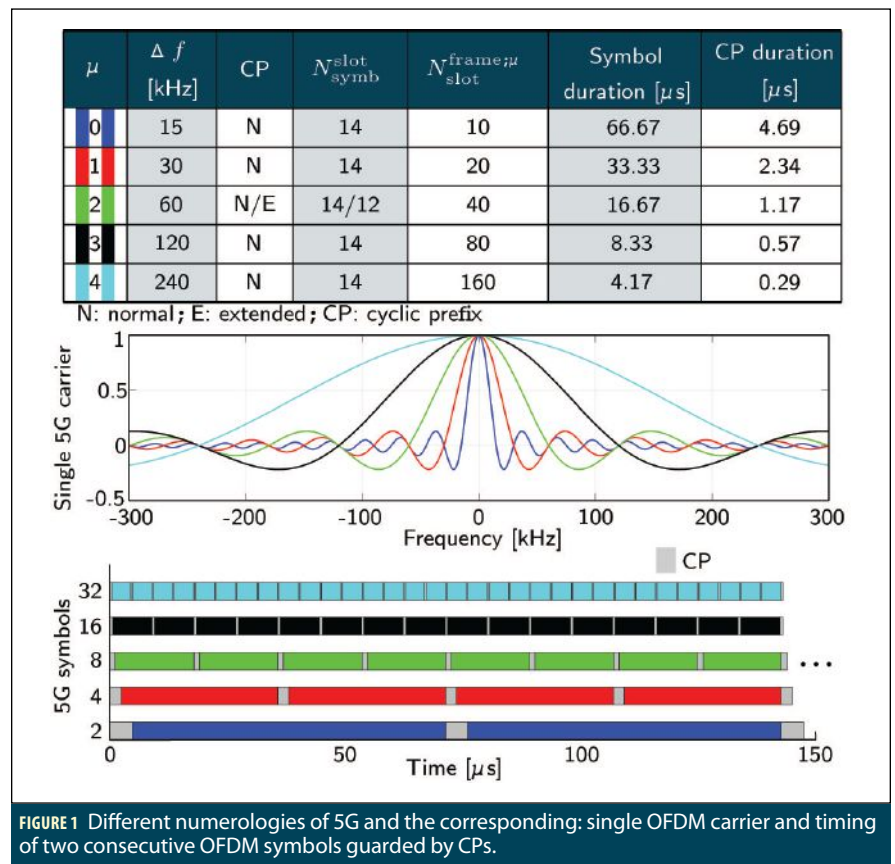 μ Δ f [kHz] CP N_symb^slot N_slot^frame;μ Symbol duration [μs] CP duration [μs]
0 15 N 14 10 66.67 4.69
1 30 N 14 20 33.33 2.34
2 60 N/E 14/12 40 16.67 1.17
3 120 N 14 80 8.33 0.57
4 240 N 14 160 4.17 0.29
N: normal; E: extended; CP: cyclic prefix
Single 5G carrier
1
0.5
0
-0.5
-300 -200 -100 0 100 200 300
Frequency [kHz]
CP
5G symbols
32
16
8
...
4
2
0 50 100 150
Time [μs]
FIGURE 1 Different numerologies of 5G and the corresponding: single OFDM carrier and timing
of two consecutive OFDM symbols guarded by CPs.